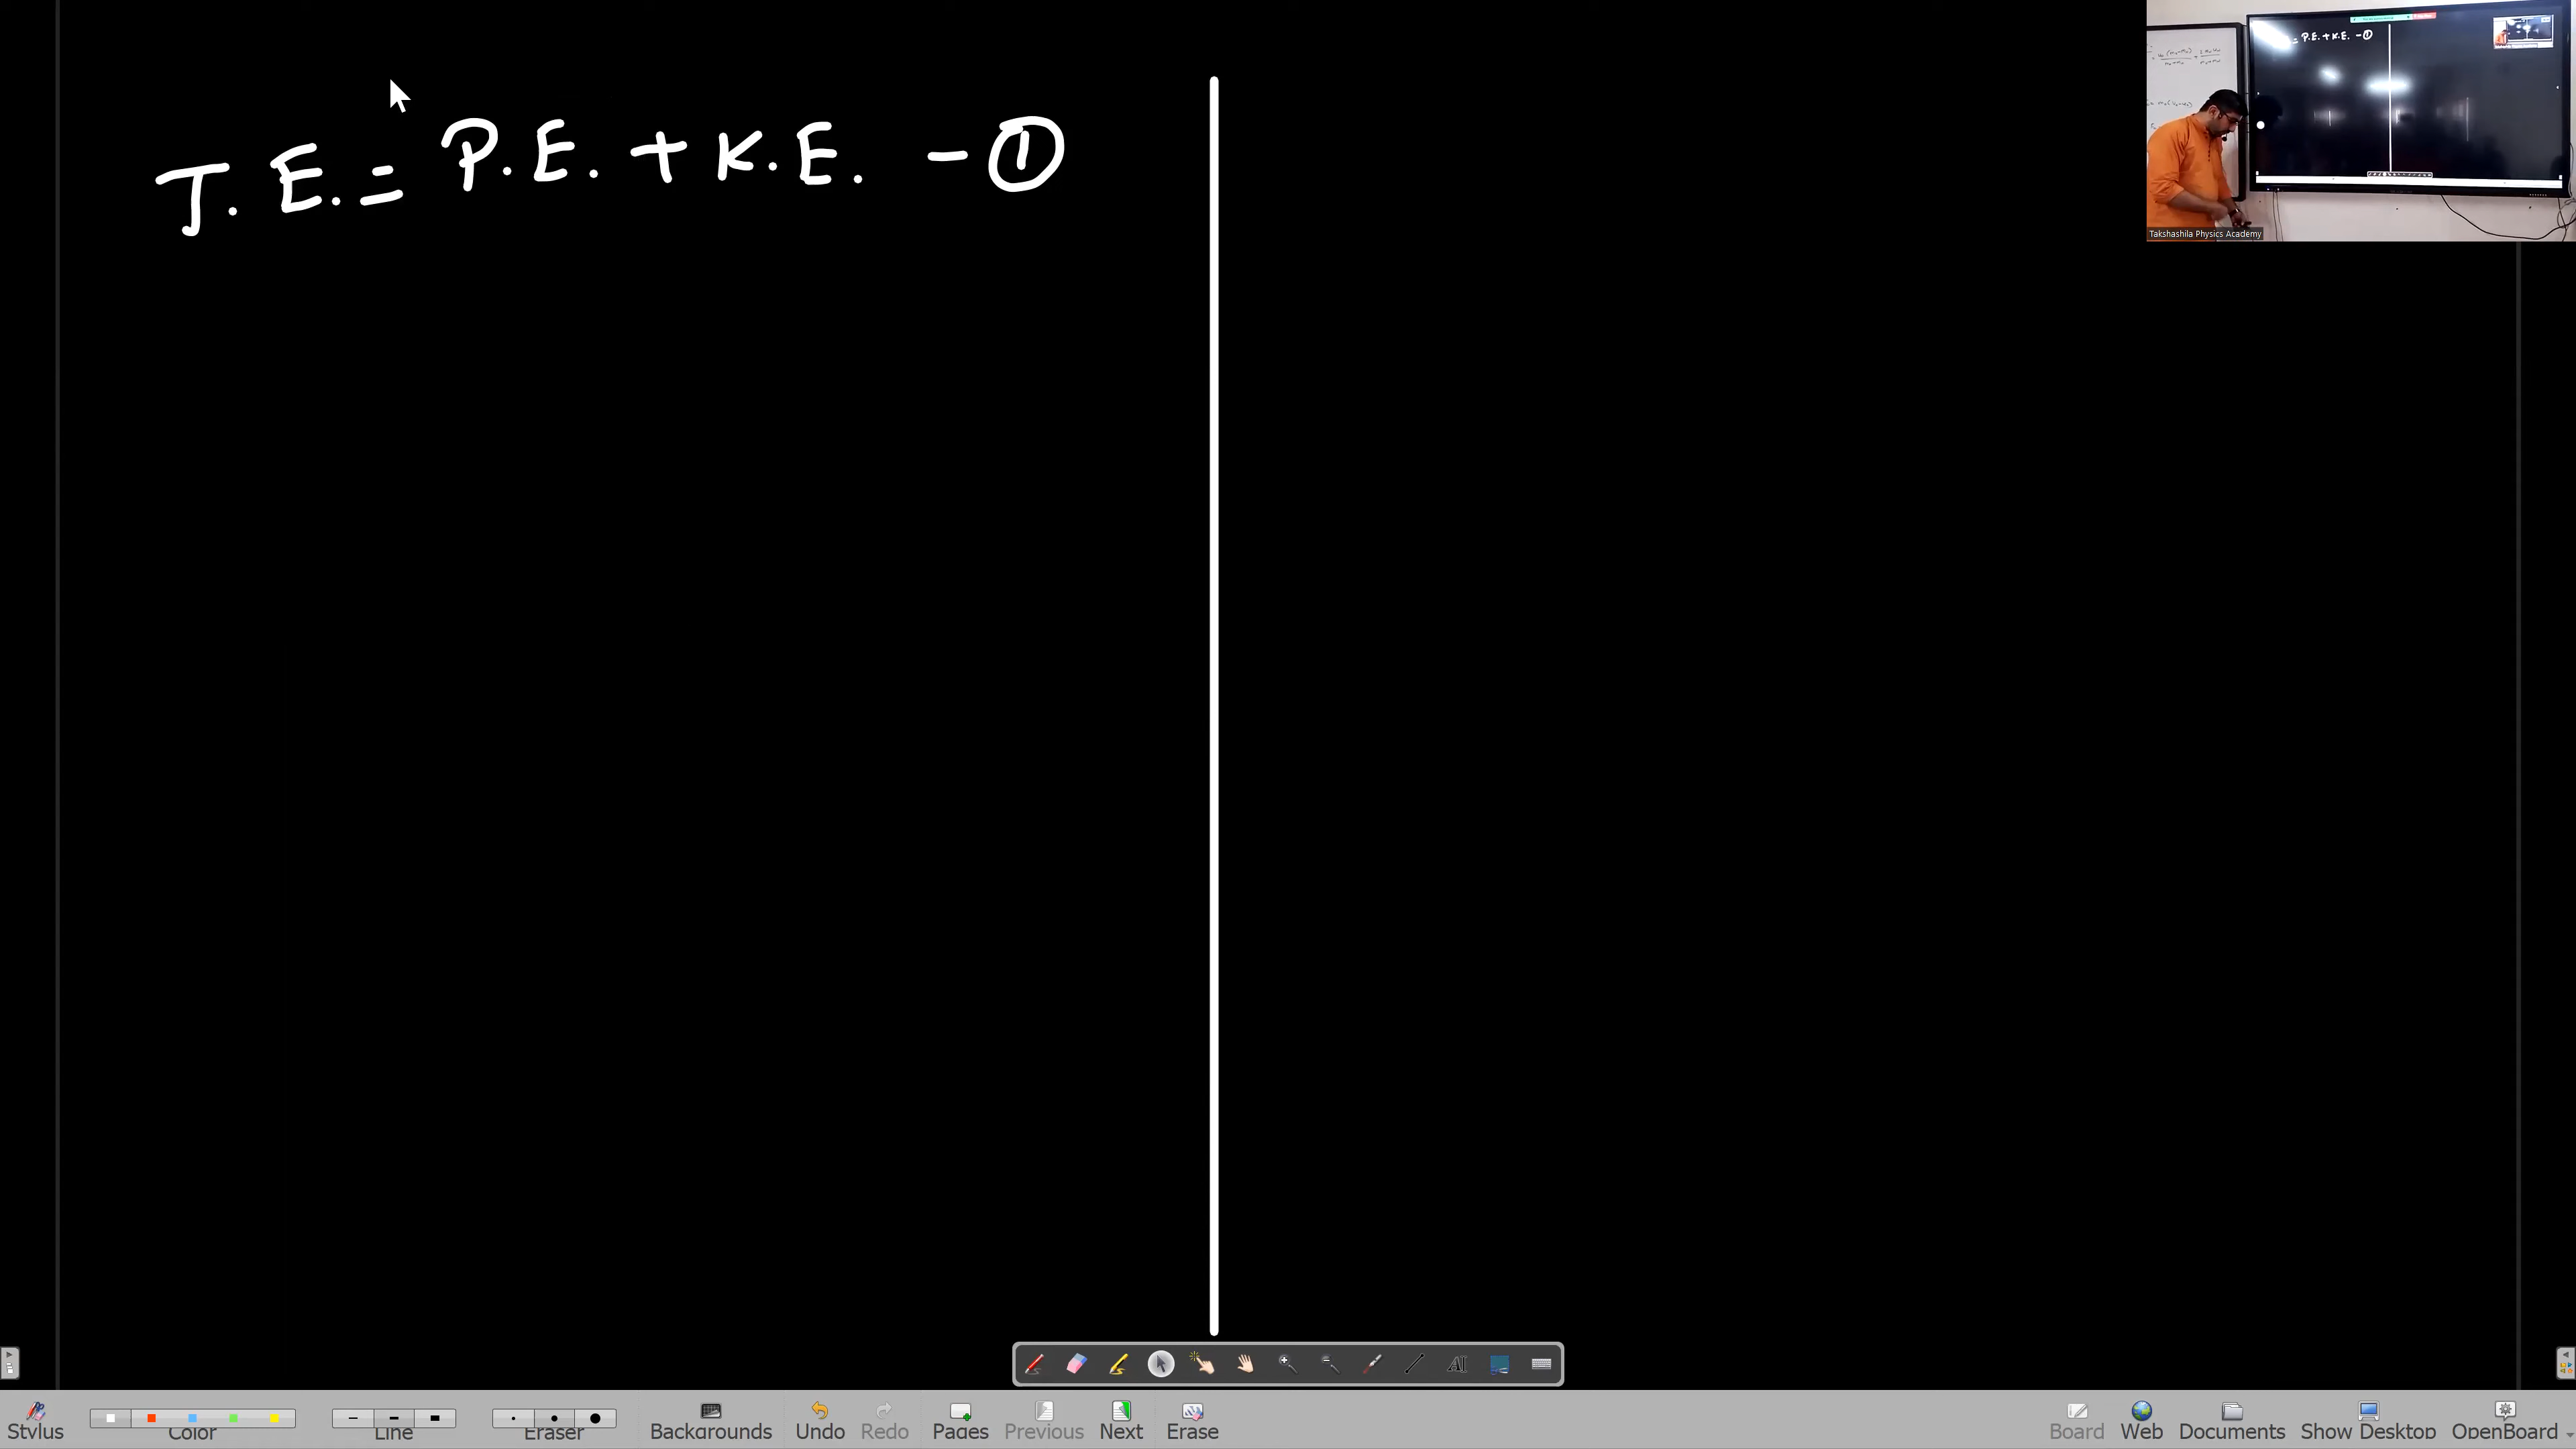 T. E. = P.E. + K.E. - ①
P.E. + K.E. - ①
Takshashila Physics Academy
Stylus
Color
Line
Eraser
Backgrounds
Undo
Redo
Pages
Previous
Next
Erase
Board
Web
Documents
Show Desktop
OpenBoard